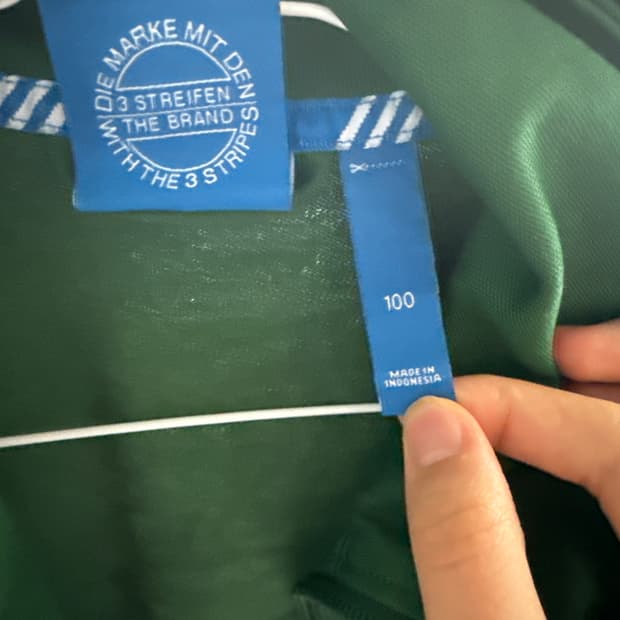 DIE MARKE MIT DEN
3 STREIFEN
THE BRAND
WITH THE 3 STRIPES
100
MADE IN
INDONESIA